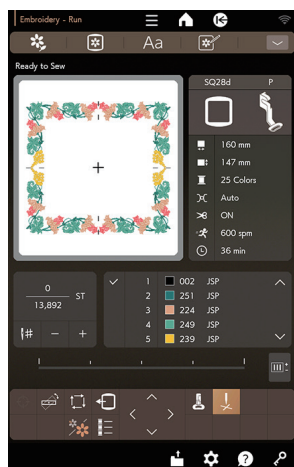 Embroidery - Run
Aa
Ready to Sew
SQ28d P
160 mm
147 mm
25 Colors
Auto
ON
600 spm
36 min
0
13,892 ST
1 002 JSP
2 251 JSP
3 224 JSP
4 249 JSP
5 239 JSP
# - +
?